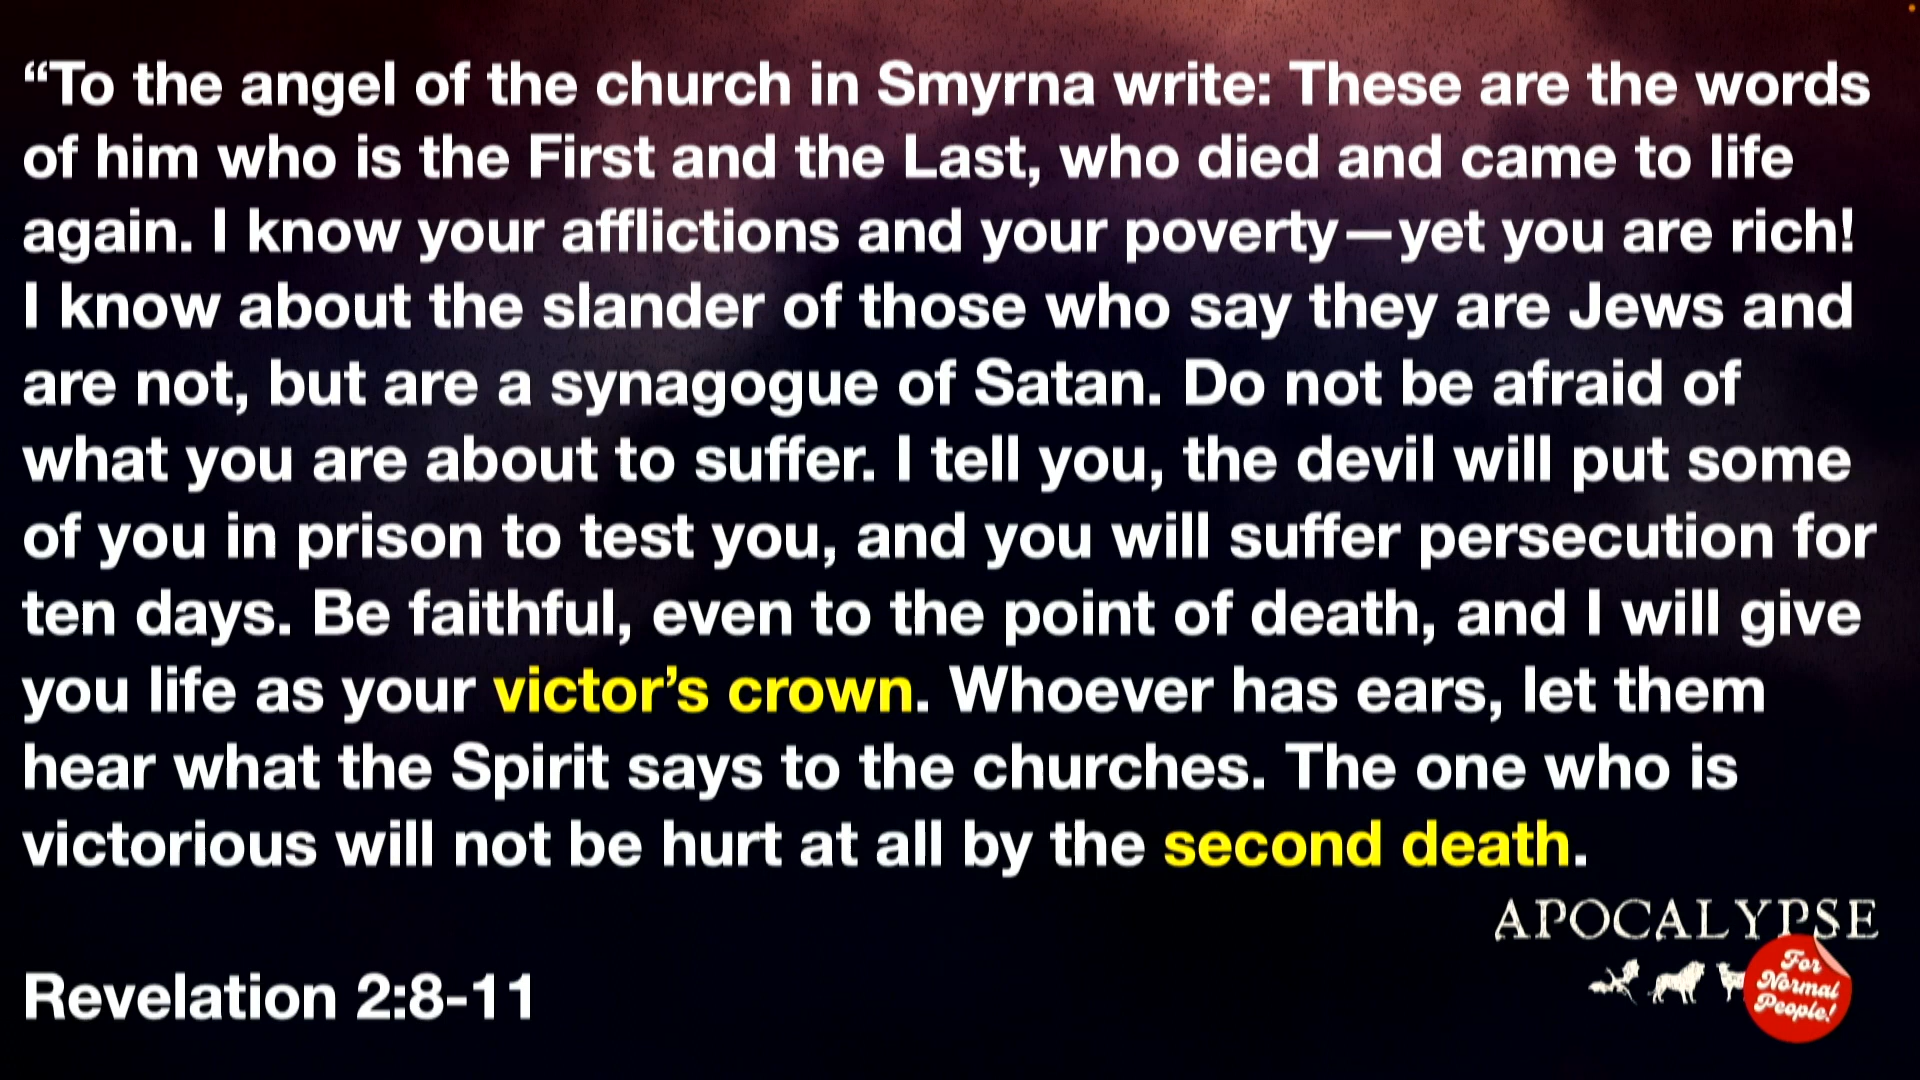 “To the angel of the church in Smyrna write: These are the words
of him who is the First and the Last, who died and came to life
again. I know your afflictions and your poverty—yet you are rich!
I know about the slander of those who say they are Jews and
are not, but are a synagogue of Satan. Do not be afraid of
what you are about to suffer. I tell you, the devil will put some
of you in prison to test you, and you will suffer persecution for
ten days. Be faithful, even to the point of death, and I will give
you life as your victor’s crown. Whoever has ears, let them
hear what the Spirit says to the churches. The one who is
victorious will not be hurt at all by the second death.
Revelation 2:8-11
APOCALYPSE
For
Normal
People!